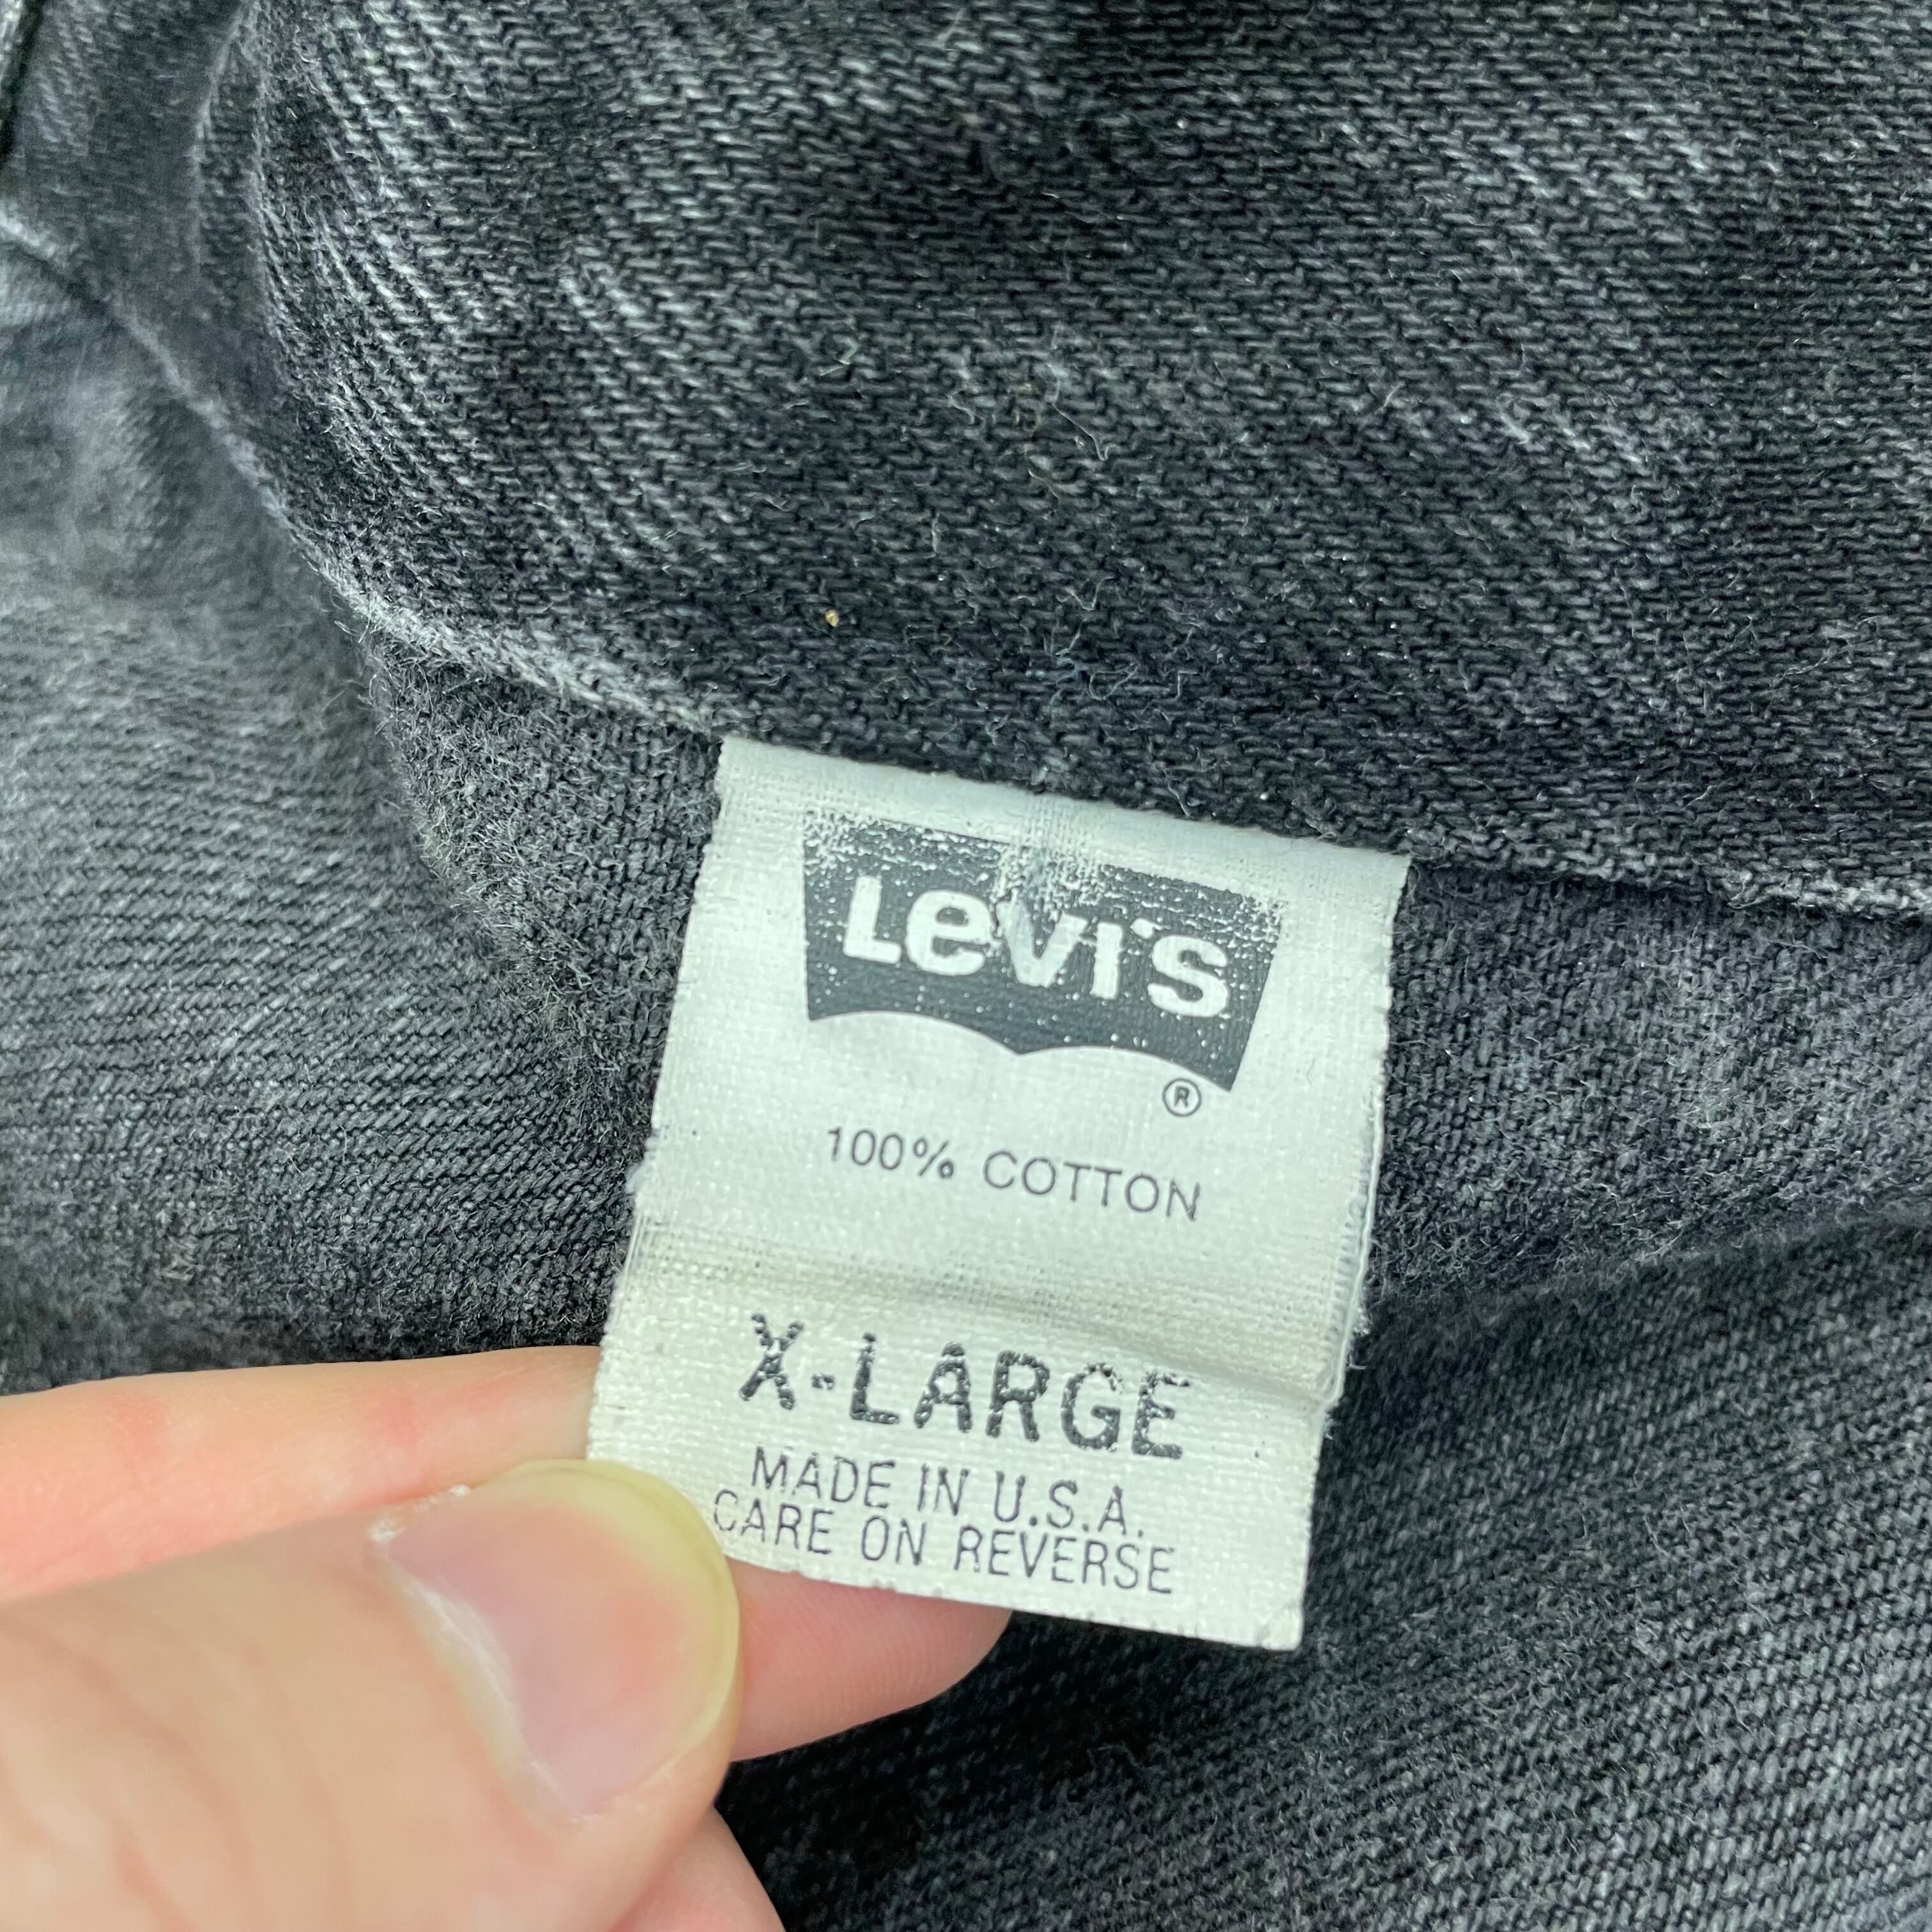 Levi's
®
100% COTTON
X-LARGE
MADE IN U.S.A.
CARE ON REVERSE